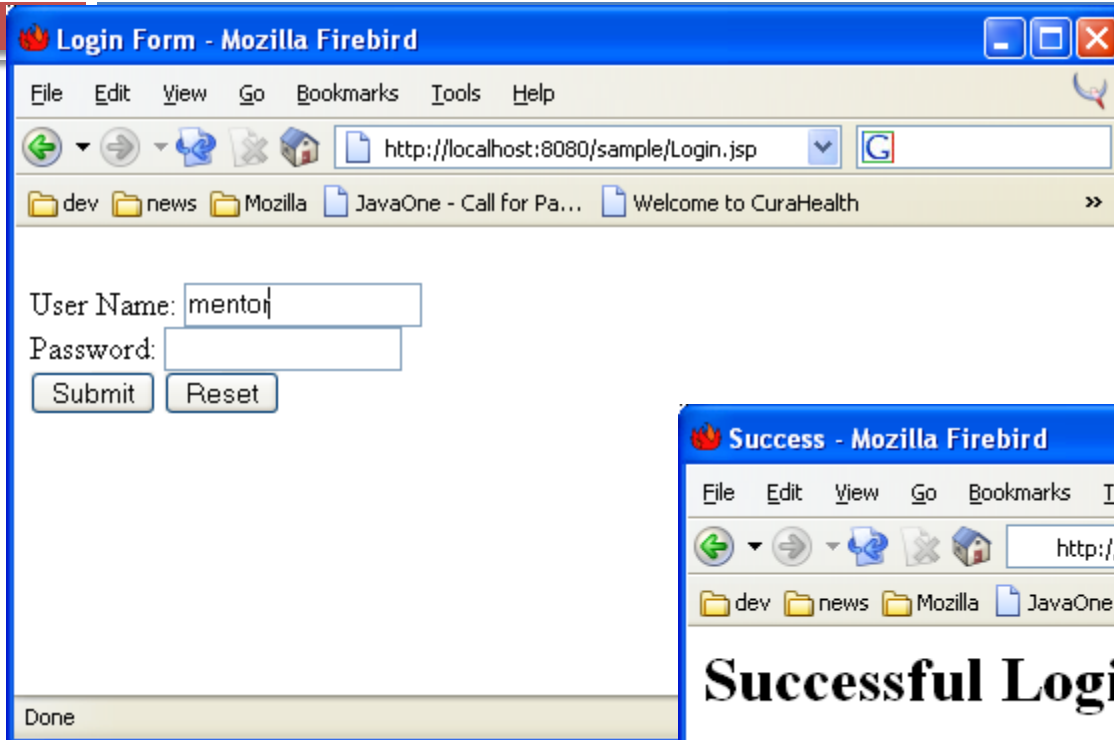 Login Form - Mozilla Firebird
File Edit View Go Bookmarks Tools Help
http://localhost:8080/sample/Login.jsp G
dev news Mozilla JavaOne - Call for Pa... Welcome to CuraHealth »
User Name: mentor
Password:
Submit Reset
Done
Success - Mozilla Firebird
File Edit View Go Bookmarks
http:/
dev news Mozilla JavaOne
Successful